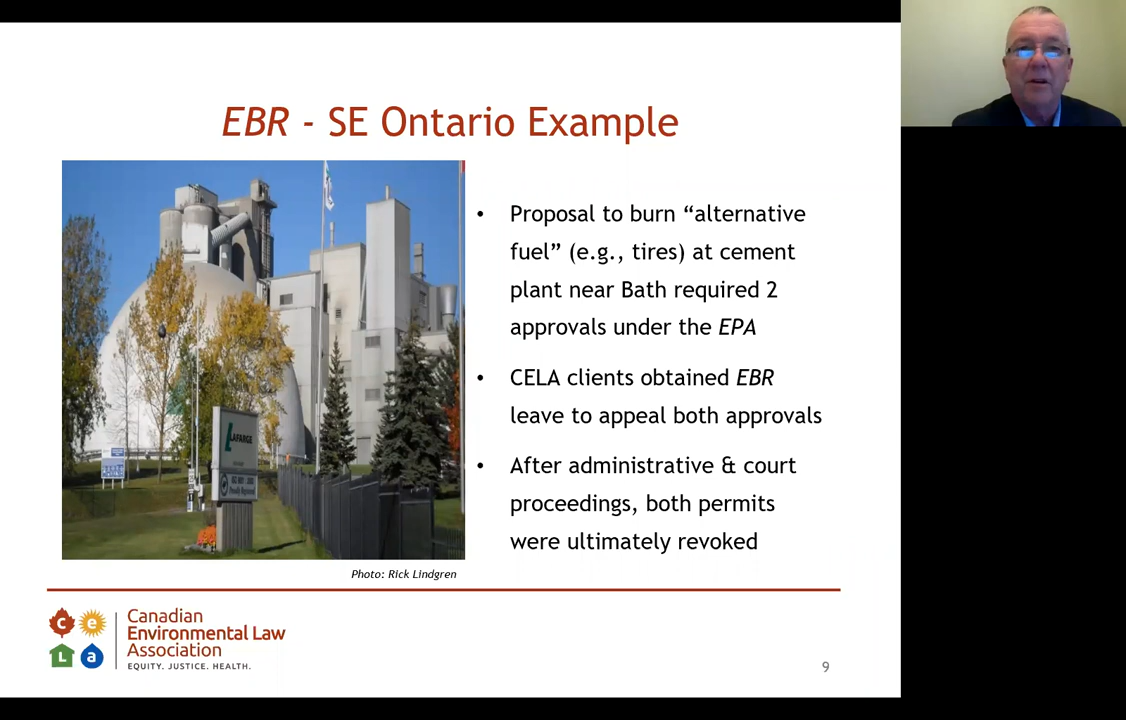 EBR - SE Ontario Example
LAFARGE
• Proposal to burn “alternative
fuel” (e.g., tires) at cement
plant near Bath required 2
approvals under the EPA
• CELA clients obtained EBR
leave to appeal both approvals
• After administrative & court
proceedings, both permits
were ultimately revoked
Photo: Rick Lindgren
c e
L a
Canadian
Environmental Law
Association
EQUITY. JUSTICE. HEALTH.
9